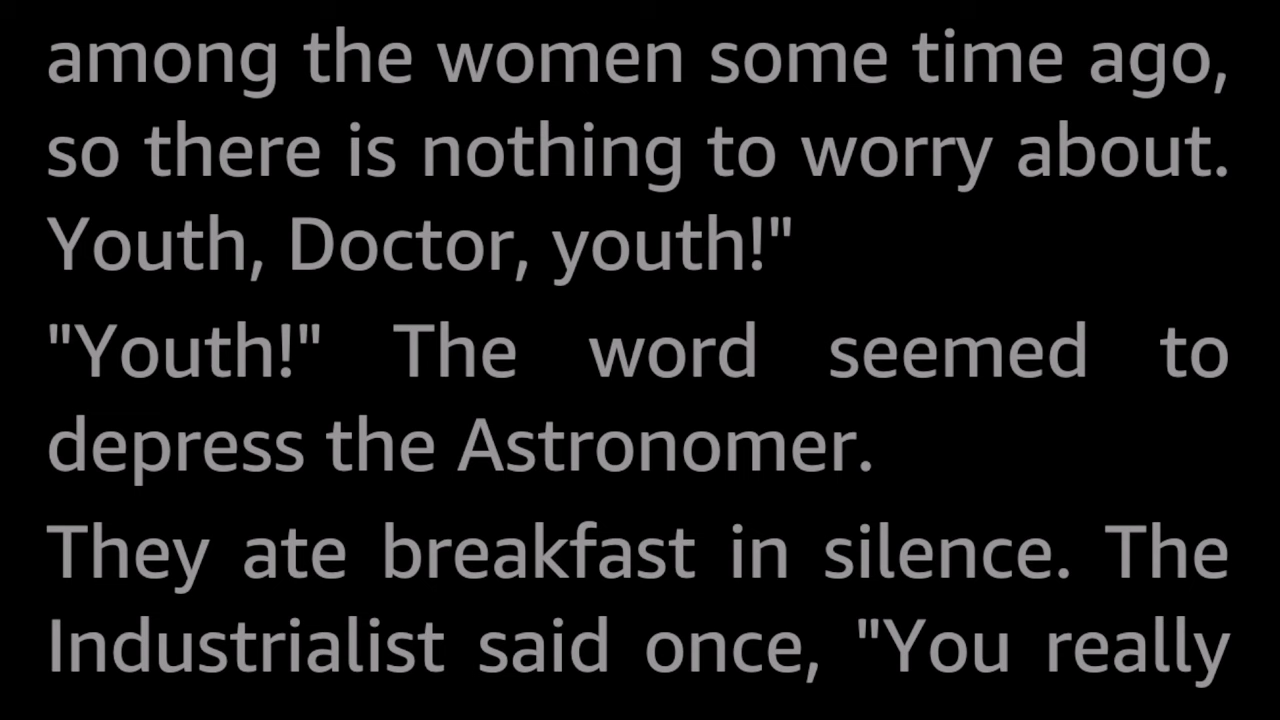 among the women some time ago,
so there is nothing to worry about.
Youth, Doctor, youth!"
"Youth!" The word seemed to
depress the Astronomer.
They ate breakfast in silence. The
Industrialist said once, "You really